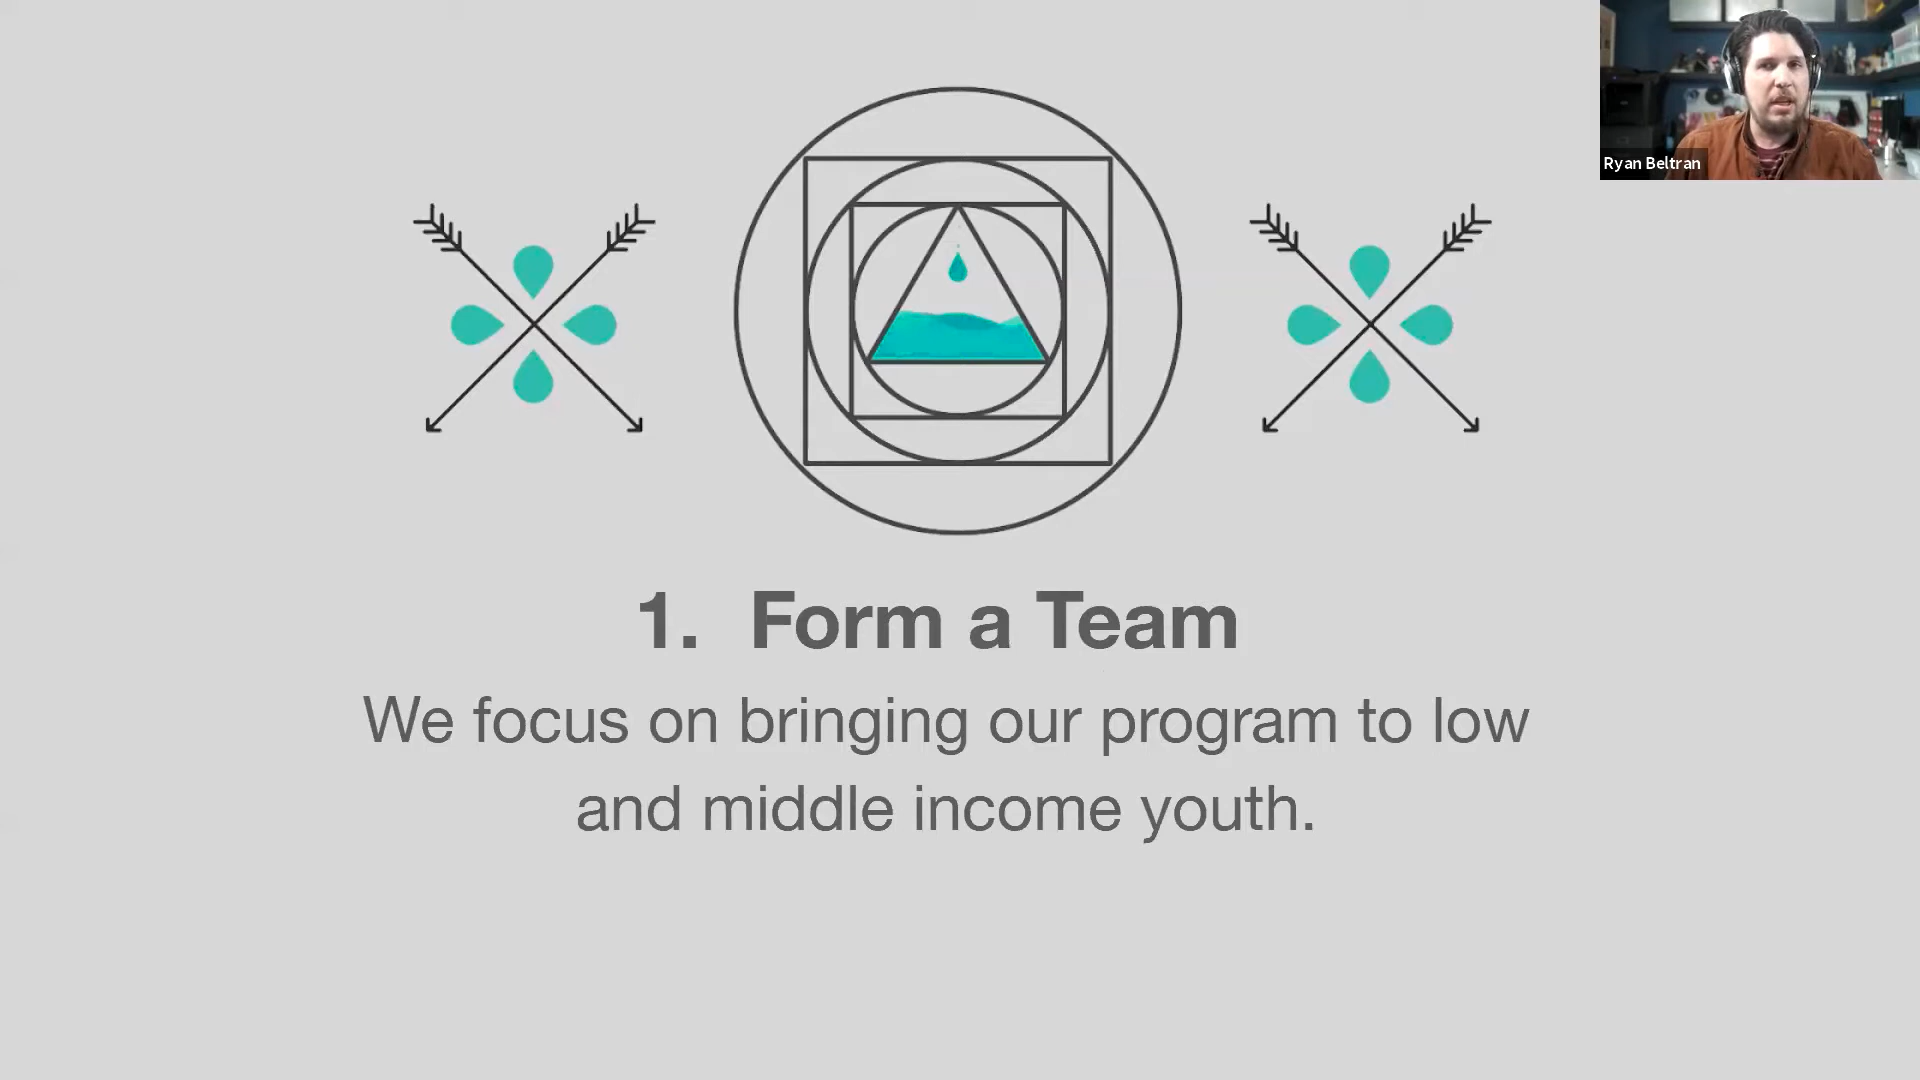 Ryan Beltran
1. Form a Team
We focus on bringing our program to low
and middle income youth.